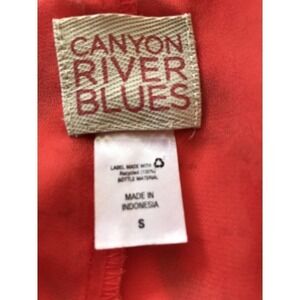 CANYON
RIVER
BLUES
LABEL MADE WITH
Recycled (100%)
BOTTLE MATERIAL
MADE IN
INDONESIA
S